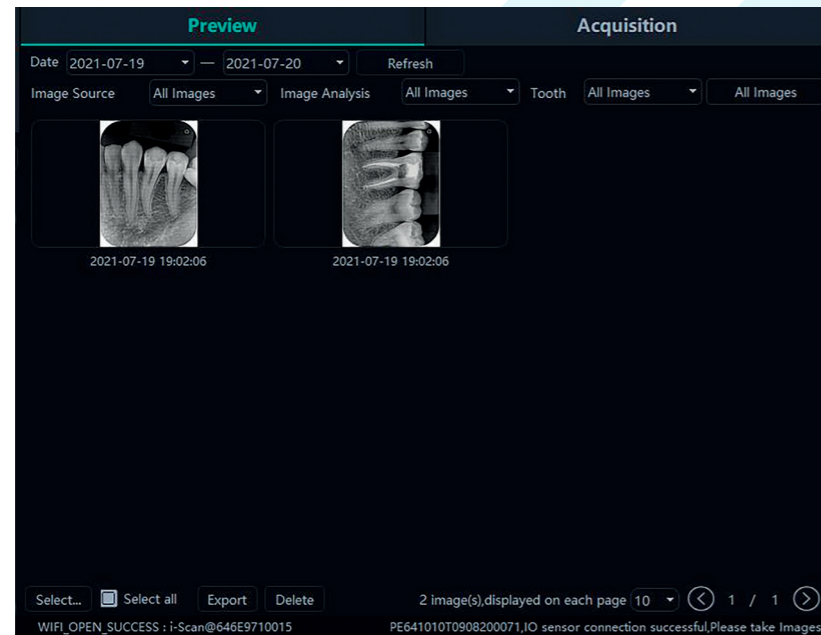 Preview Acquisition
Date 2021-07-19 — 2021-07-20 Refresh
Image Source All Images Image Analysis All Images Tooth All Images All Images
2021-07-19 19:02:06 2021-07-19 19:02:06
Select... Select all Export Delete 2 image(s),displayed on each page 10 1 / 1
WIFI_OPEN_SUCCESS : i-Scan@646E9710015 PE641010T0908200071,IO sensor connection successful,Please take Images